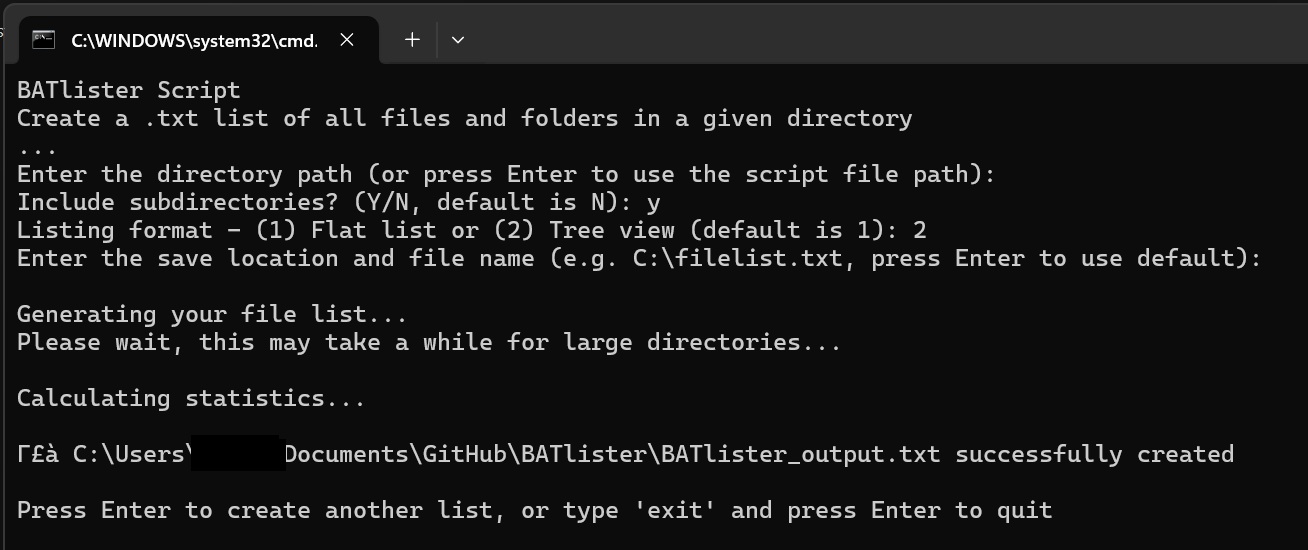 C:\WINDOWS\system32\cmd.
BATlister Script
Create a .txt list of all files and folders in a given directory
...
Enter the directory path (or press Enter to use the script file path):
Include subdirectories? (Y/N, default is N): y
Listing format - (1) Flat list or (2) Tree view (default is 1): 2
Enter the save location and file name (e.g. C:\filelist.txt, press Enter to use default):
Generating your file list...
Please wait, this may take a while for large directories...
Calculating statistics...
Γ£à C:\Users\Documents\GitHub\BATlister\BATlister_output.txt successfully created
Press Enter to create another list, or type 'exit' and press Enter to quit